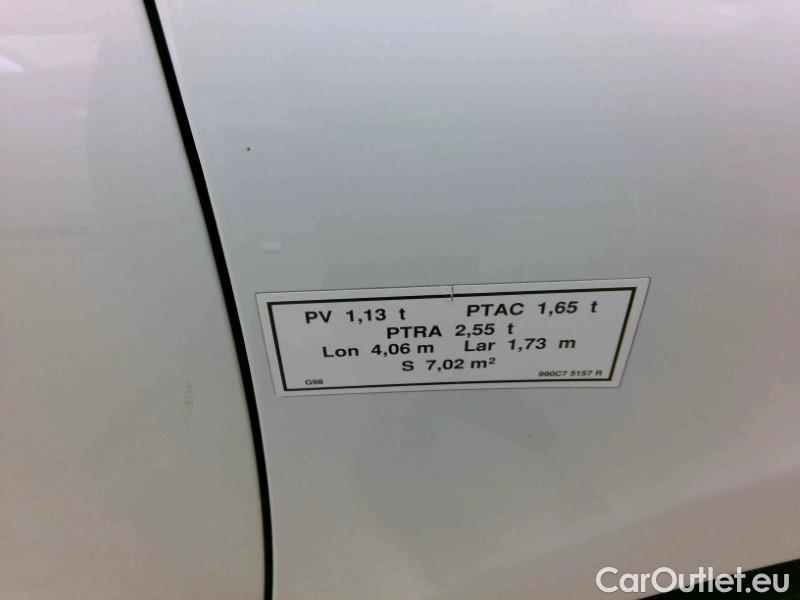 PV 1,13 t PTAC 1,65 t
PTRA 2,55 t
Lon 4,06 m Lar 1,73 m
S 7,02 m²
G98 990C7 5157 R
CarOutlet.eu